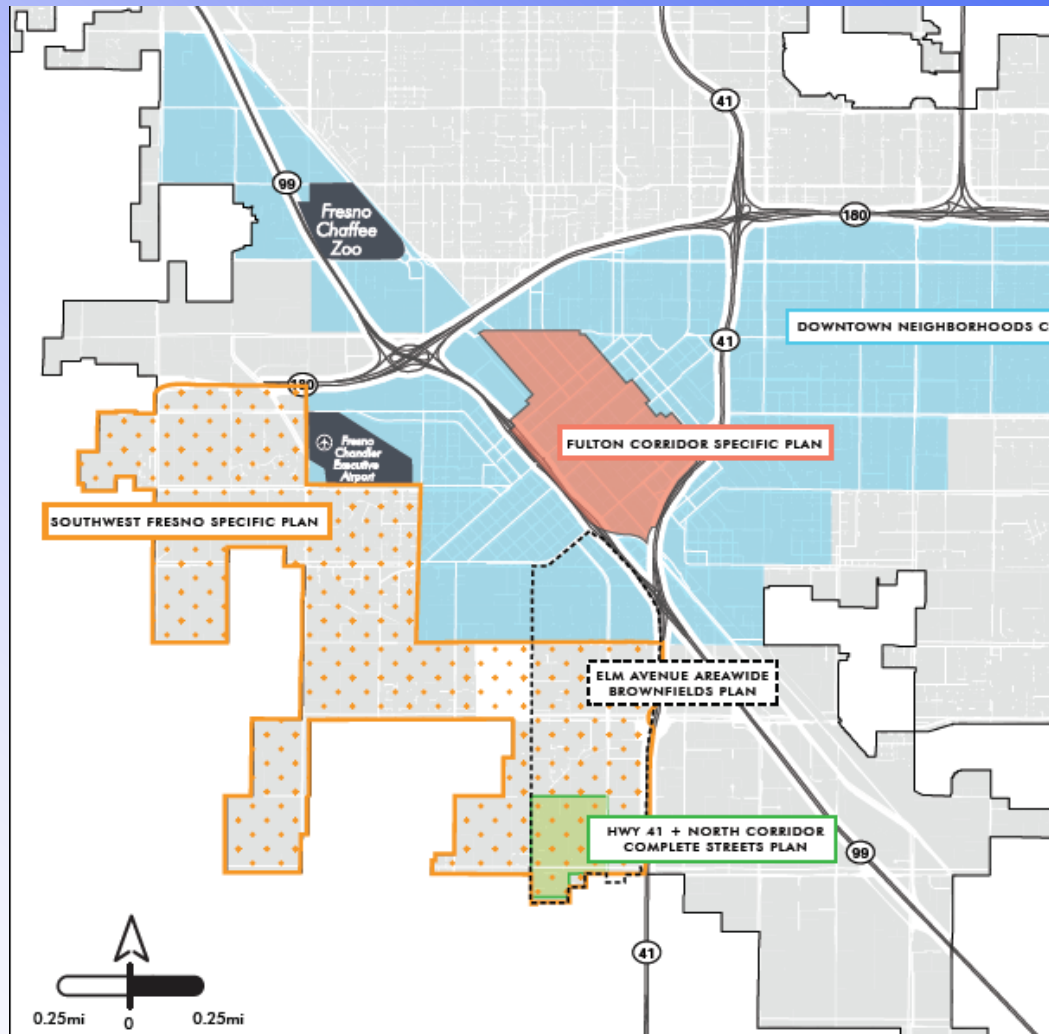 41
99
Fresno
Chaffee
Zoo
180
41
DOWNTOWN NEIGHBORHOODS C
180
FULTON CORRIDOR SPECIFIC PLAN
Fresno
Chandler
Executive
Airport
SOUTHWEST FRESNO SPECIFIC PLAN
ELM AVENUE AREAWIDE
BROWNFIELDS PLAN
HWY 41 + NORTH CORRIDOR
COMPLETE STREETS PLAN
99
41
0.25mi 0 0.25mi